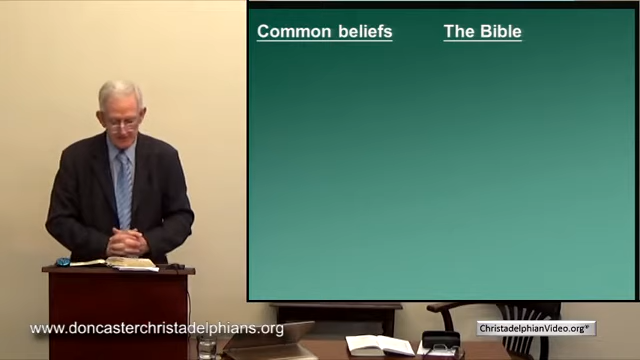 Common beliefs
The Bible
www.doncasterchristadelphians.org
ChristadelphianVideo.org®